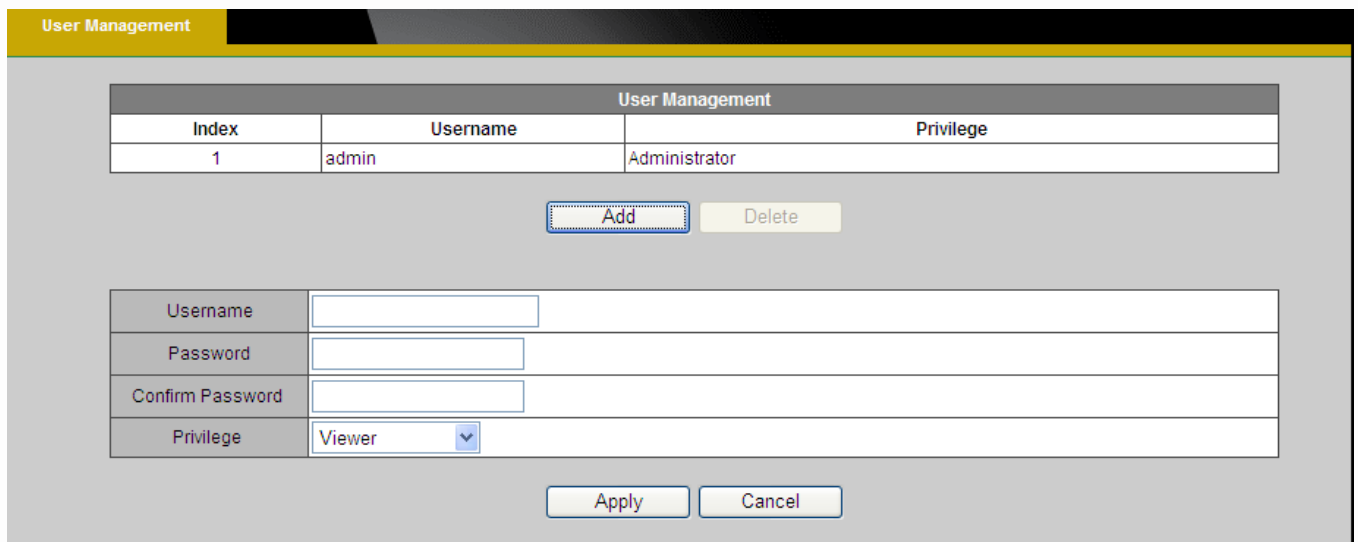 User Management
User Management
Index Username Privilege
1 admin Administrator
Add Delete
Username
Password
Confirm Password
Privilege Viewer
Apply Cancel